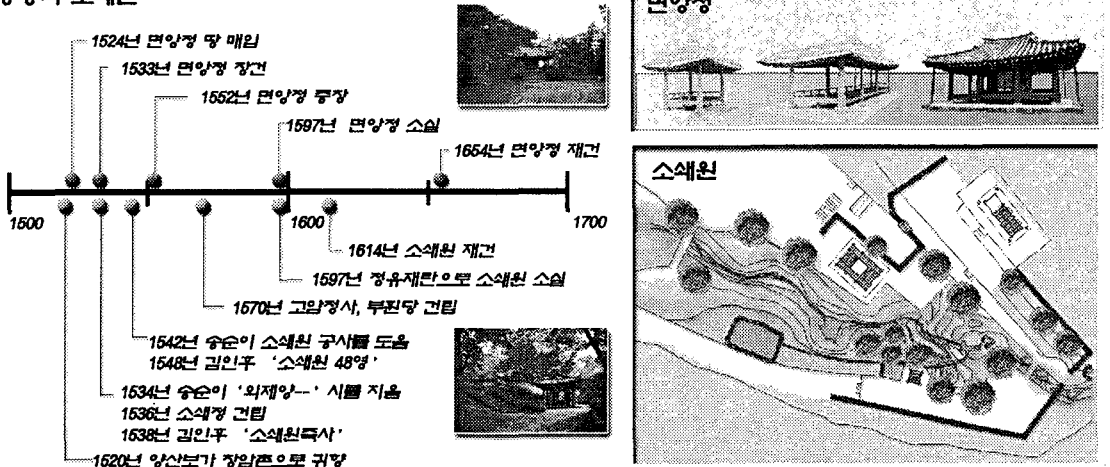 소쇄원
1524년 면앙정 땅 매입
1533년 면앙정 창건
1552년 면앙정 중창
1597년 면앙정 소실
1654년 면앙정 재건
1500
1600
1700
1614년 소쇄원 재건
1597년 정유재란으로 소쇄원 소실
1570년 고암정사, 부훤당 건립
1542년 송순이 소쇄원 공사를 도움
1548년 김인후 '소쇄원 48영'
1534년 송순이 '외제양--' 시를 지음
1536년 소쇄정 건립
1538년 김인후 '소쇄원즉사'
1520년 양산보가 창암촌으로 귀향
면앙정
소쇄원